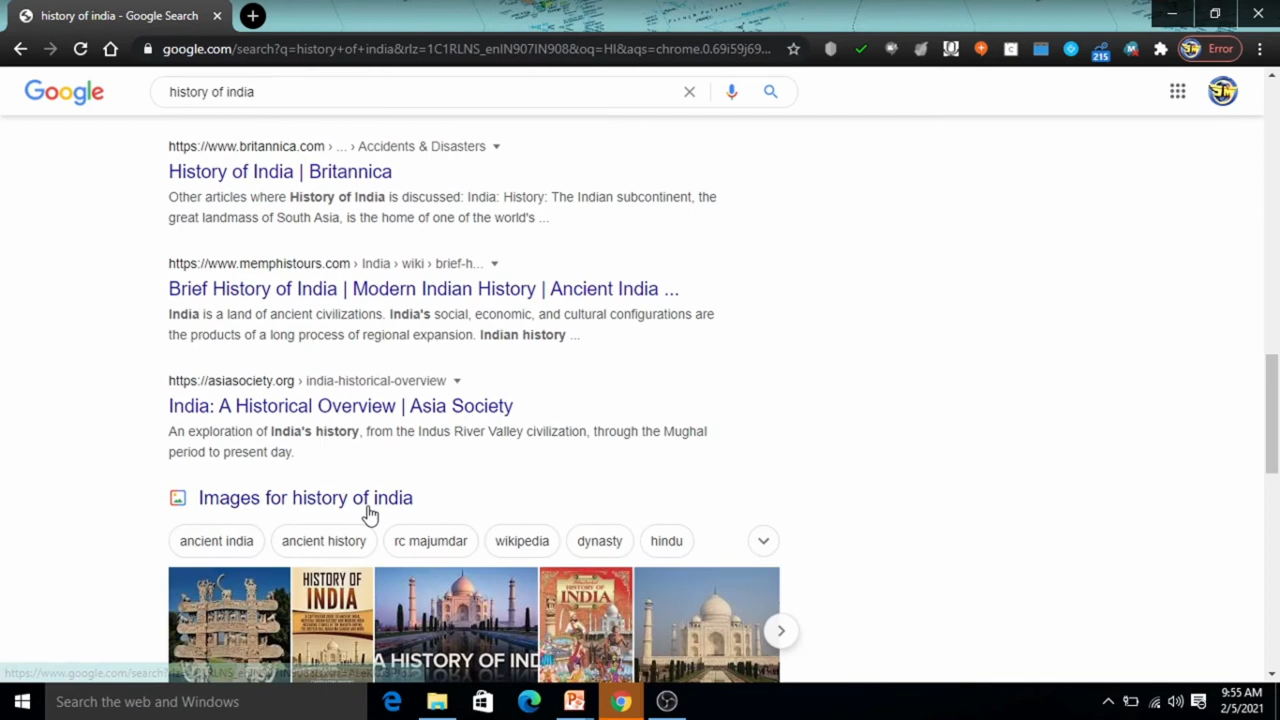 history of india - Google Search
google.com/search?q=history+of+india&rlz=1C1RLNS_enIN907IN908&oq=HI&aqs=chrome.0.69i59j69...
215
Error
Google
history of india
https://www.britannica.com › ... › Accidents & Disasters
History of India | Britannica
Other articles where History of India is discussed: India: History: The Indian subcontinent, the
great landmass of South Asia, is the home of one of the world's ...
https://www.memphistours.com › India › wiki › brief-h...
Brief History of India | Modern Indian History | Ancient India ...
India is a land of ancient civilizations. India's social, economic, and cultural configurations are
the products of a long process of regional expansion. Indian history ...
https://asiasociety.org › india-historical-overview
India: A Historical Overview | Asia Society
An exploration of India's history, from the Indus River Valley civilization, through the Mughal
period to present day.
Images for history of india
ancient india
ancient history
rc majumdar
wikipedia
dynasty
hindu
HISTORY OF
INDIA
A HISTORY OF IND
HISTORY OF
INDIA
Search the web and Windows
9:55 AM
2/5/2021